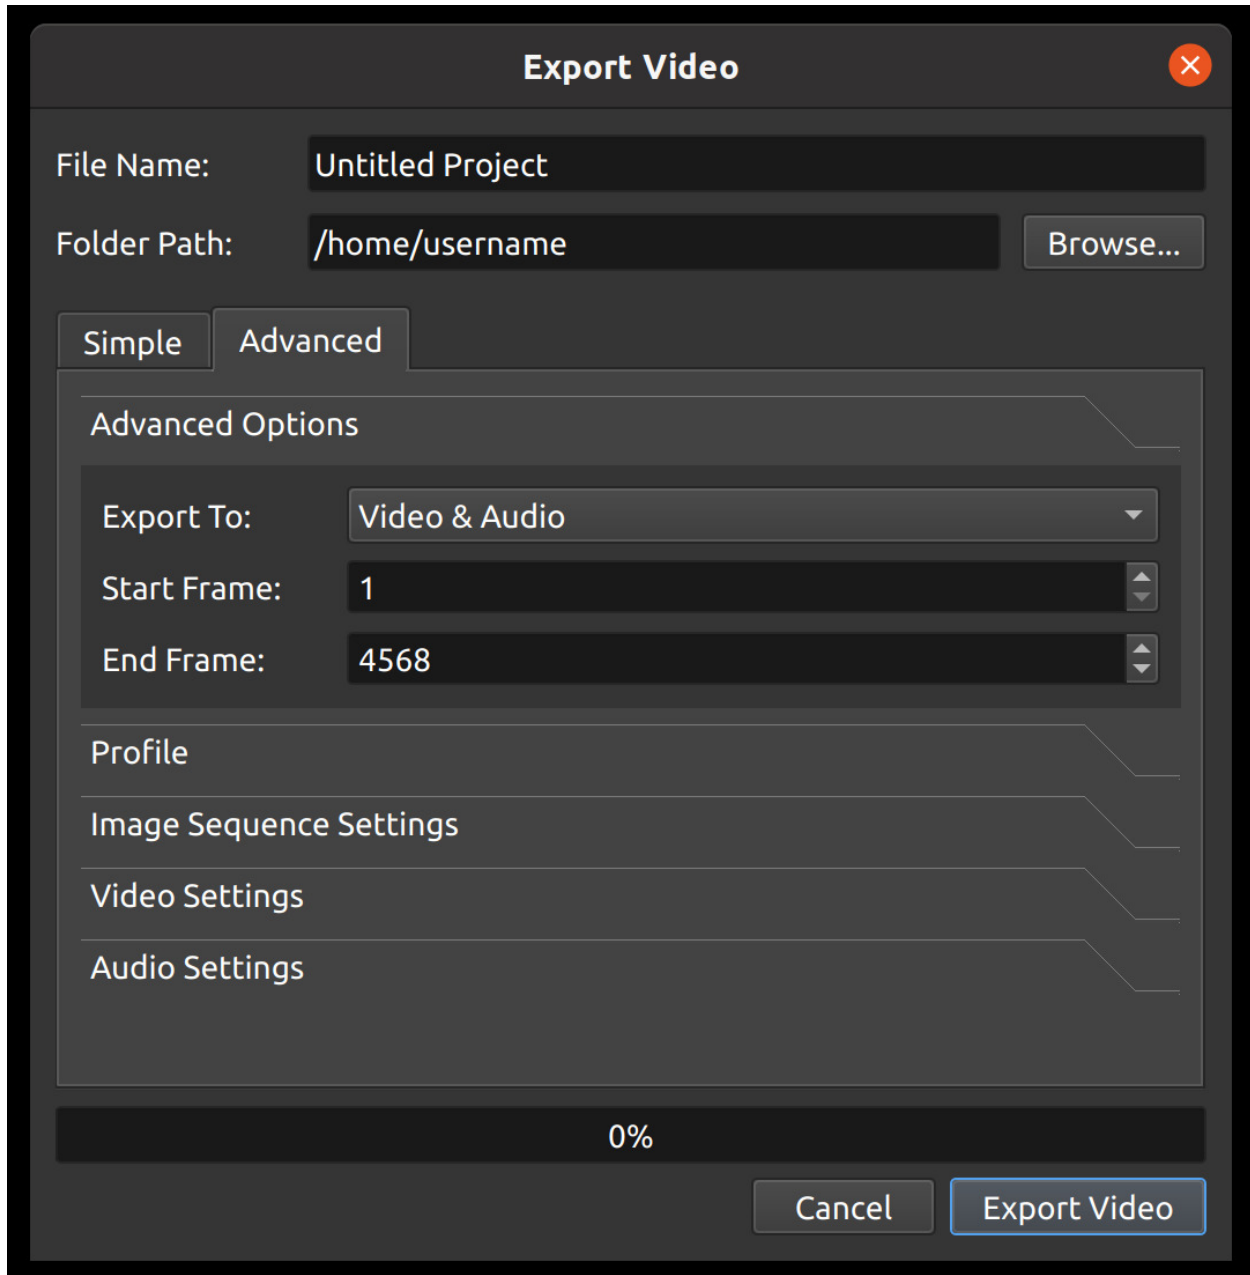 Export Video
File Name: Untitled Project
Folder Path: /home/username Browse...
Simple Advanced
Advanced Options
Export To: Video & Audio
Start Frame: 1
End Frame: 4568
Profile
Image Sequence Settings
Video Settings
Audio Settings
0%
Cancel Export Video